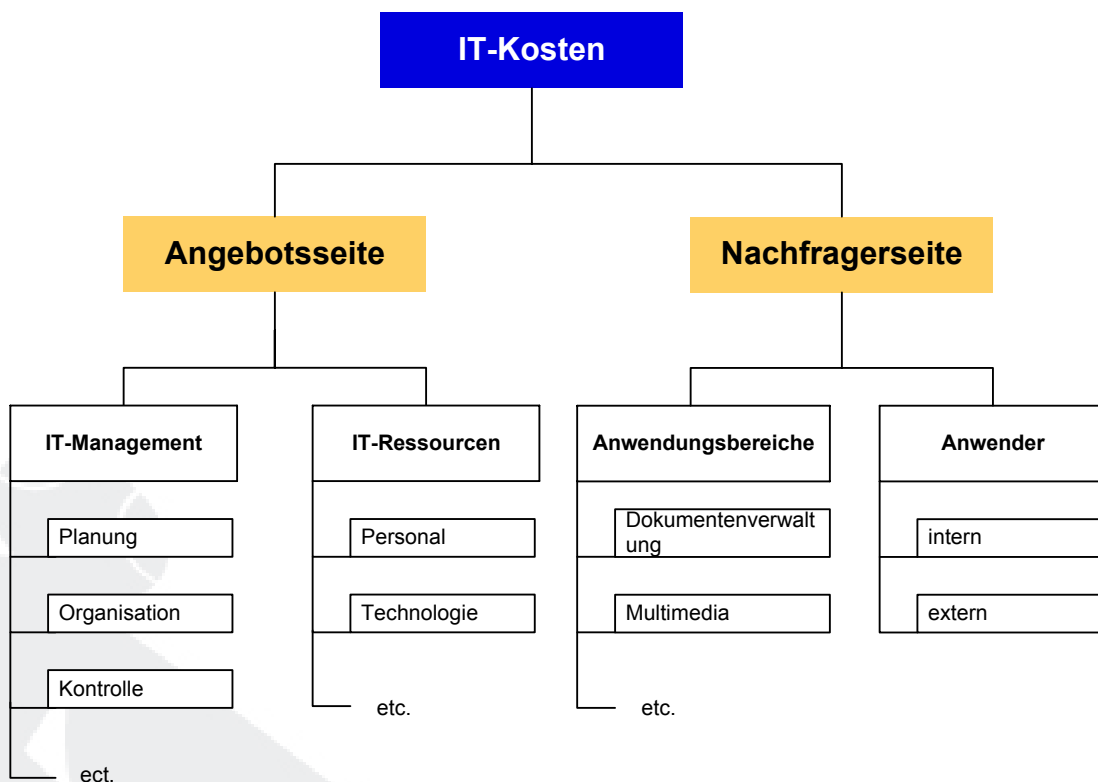 IT-Kosten
Angebotsseite
Nachfragerseite
IT-Management
IT-Ressourcen
Anwendungsbereiche
Anwender
Planung
Organisation
Kontrolle
ect.
Personal
Technologie
etc.
Dokumentenverwalt
ung
Multimedia
etc.
intern
extern